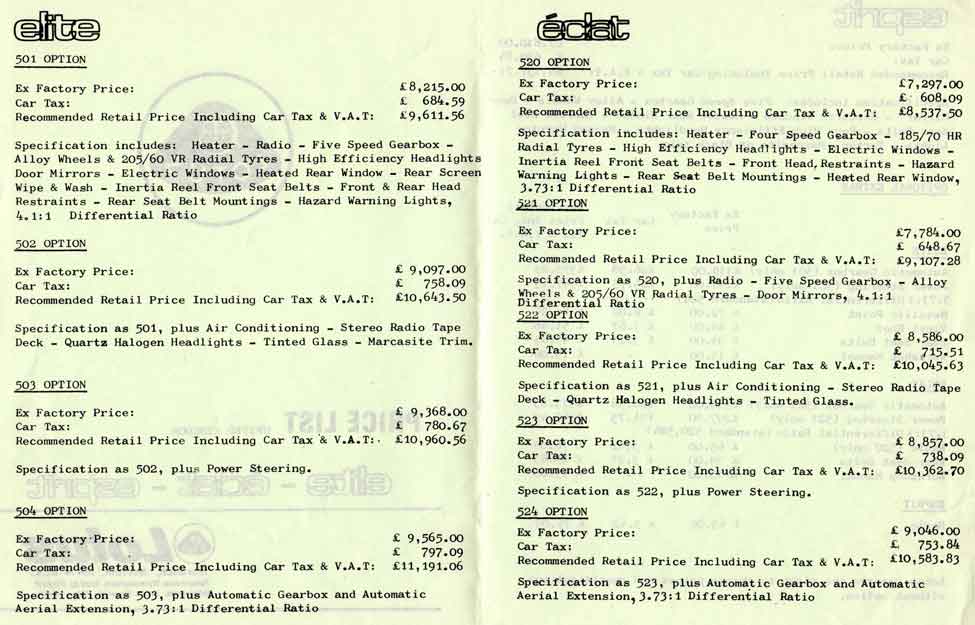 elite
501 OPTION
Ex Factory Price: £8,215.00
Car Tax: £ 684.59
Recommended Retail Price Including Car Tax & V.A.T: £9,611.56
Specification includes: Heater - Radio - Five Speed Gearbox -
Alloy Wheels & 205/60 VR Radial Tyres - High Efficiency Headlights
Door Mirrors - Electric Windows - Heated Rear Window - Rear Screen
Wipe & Wash - Inertia Reel Front Seat Belts - Front & Rear Head
Restraints - Rear Seat Belt Mountings - Hazard Warning Lights,
4.1:1 Differential Ratio
502 OPTION
Ex Factory Price: £ 9,097.00
Car Tax: £ 758.09
Recommended Retail Price Including Car Tax & V.A.T: £10,643.50
Specification as 501, plus Air Conditioning - Stereo Radio Tape
Deck - Quartz Halogen Headlights - Tinted Glass - Marcasite Trim.
503 OPTION
Ex Factory Price: £ 9,368.00
Car Tax: £ 780.67
Recommended Retail Price Including Car Tax & V.A.T: £10,960.56
Specification as 502, plus Power Steering.
504 OPTION
Ex Factory Price: £ 9,565.00
Car Tax: £ 797.09
Recommended Retail Price Including Car Tax & V.A.T: £11,191.06
Specification as 503, plus Automatic Gearbox and Automatic
Aerial Extension, 3.73:1 Differential Ratio
éclat
520 OPTION
Ex Factory Price: £7,297.00
Car Tax: £ 608.09
Recommended Retail Price Including Car Tax & V.A.T: £8,537.50
Specification includes: Heater - Four Speed Gearbox - 185/70 HR
Radial Tyres - High Efficiency Headlights - Electric Windows -
Inertia Reel Front Seat Belts - Front Head Restraints - Hazard
Warning Lights - Rear Seat Belt Mountings - Heated Rear Window,
3.73:1 Differential Ratio
521 OPTION
Ex Factory Price: £7,784.00
Car Tax: £ 648.67
Recommended Retail Price Including Car Tax & V.A.T: £9,107.28
Specification as 520, plus Radio - Five Speed Gearbox - Alloy
Wheels & 205/60 VR Radial Tyres - Door Mirrors, 4.1:1
Differential Ratio
522 OPTION
Ex Factory Price: £ 8,586.00
Car Tax: £ 715.51
Recommended Retail Price Including Car Tax & V.A.T: £10,045.63
Specification as 521, plus Air Conditioning - Stereo Radio Tape
Deck - Quartz Halogen Headlights - Tinted Glass.
523 OPTION
Ex Factory Price: £ 8,857.00
Car Tax: £ 738.09
Recommended Retail Price Including Car Tax & V.A.T: £10,362.70
Specification as 522, plus Power Steering.
524 OPTION
Ex Factory Price: £ 9,046.00
Car Tax: £ 753.84
Recommended Retail Price Including Car Tax & V.A.T: £10,583.83
Specification as 523, plus Automatic Gearbox and Automatic
Aerial Extension, 3.73:1 Differential Ratio